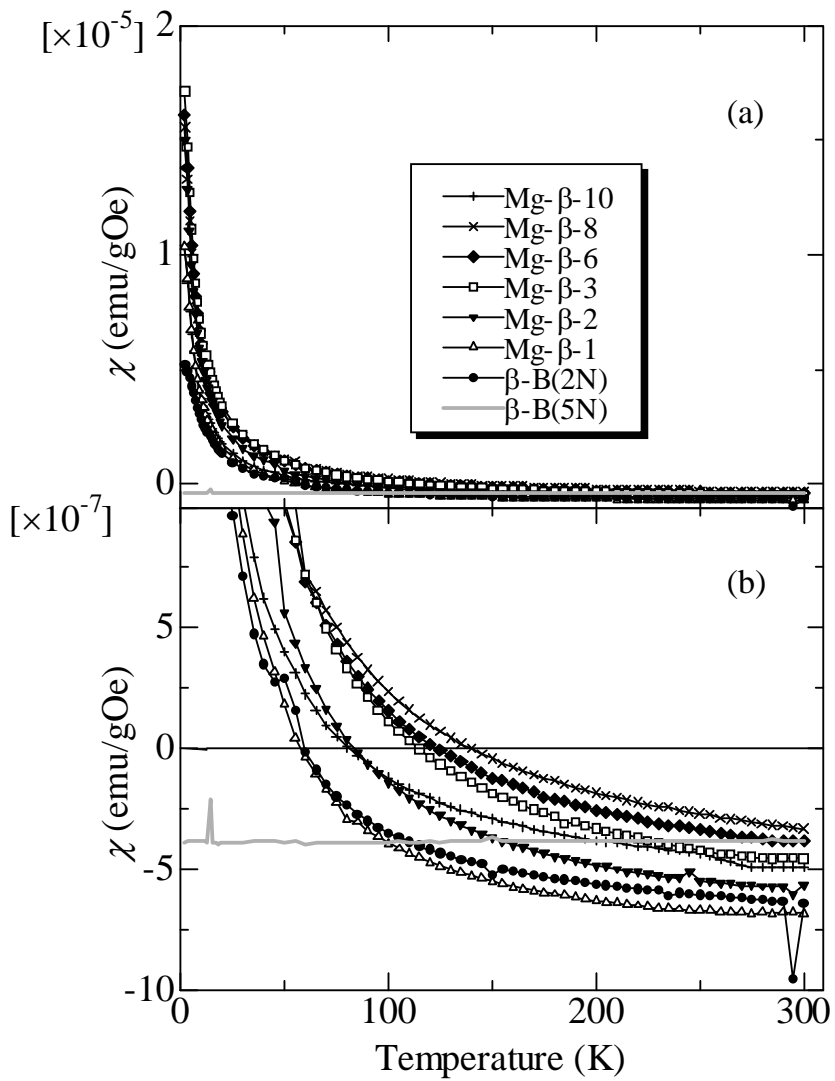 [×10⁻⁵]
2
(a)
Mg-β-10
Mg-β-8
Mg-β-6
Mg-β-3
Mg-β-2
Mg-β-1
β-B(2N)
β-B(5N)
1
χ (emu/gOe)
0
[×10⁻⁷]
(b)
5
0
χ (emu/gOe)
-5
-10
0 100 200 300
Temperature (K)